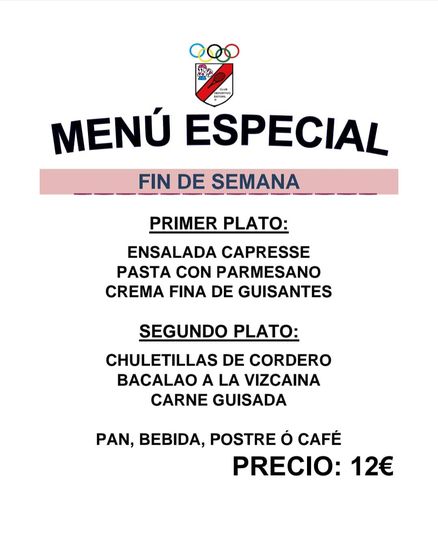 MENÚ ESPECIAL
FIN DE SEMANA
PRIMER PLATO:
ENSALADA CAPRESSE
PASTA CON PARMESANO
CREMA FINA DE GUISANTES
SEGUNDO PLATO:
CHULETILLAS DE CORDERO
BACALAO A LA VIZCAINA
CARNE GUISADA
PAN, BEBIDA, POSTRE Ó CAFÉ
PRECIO: 12€